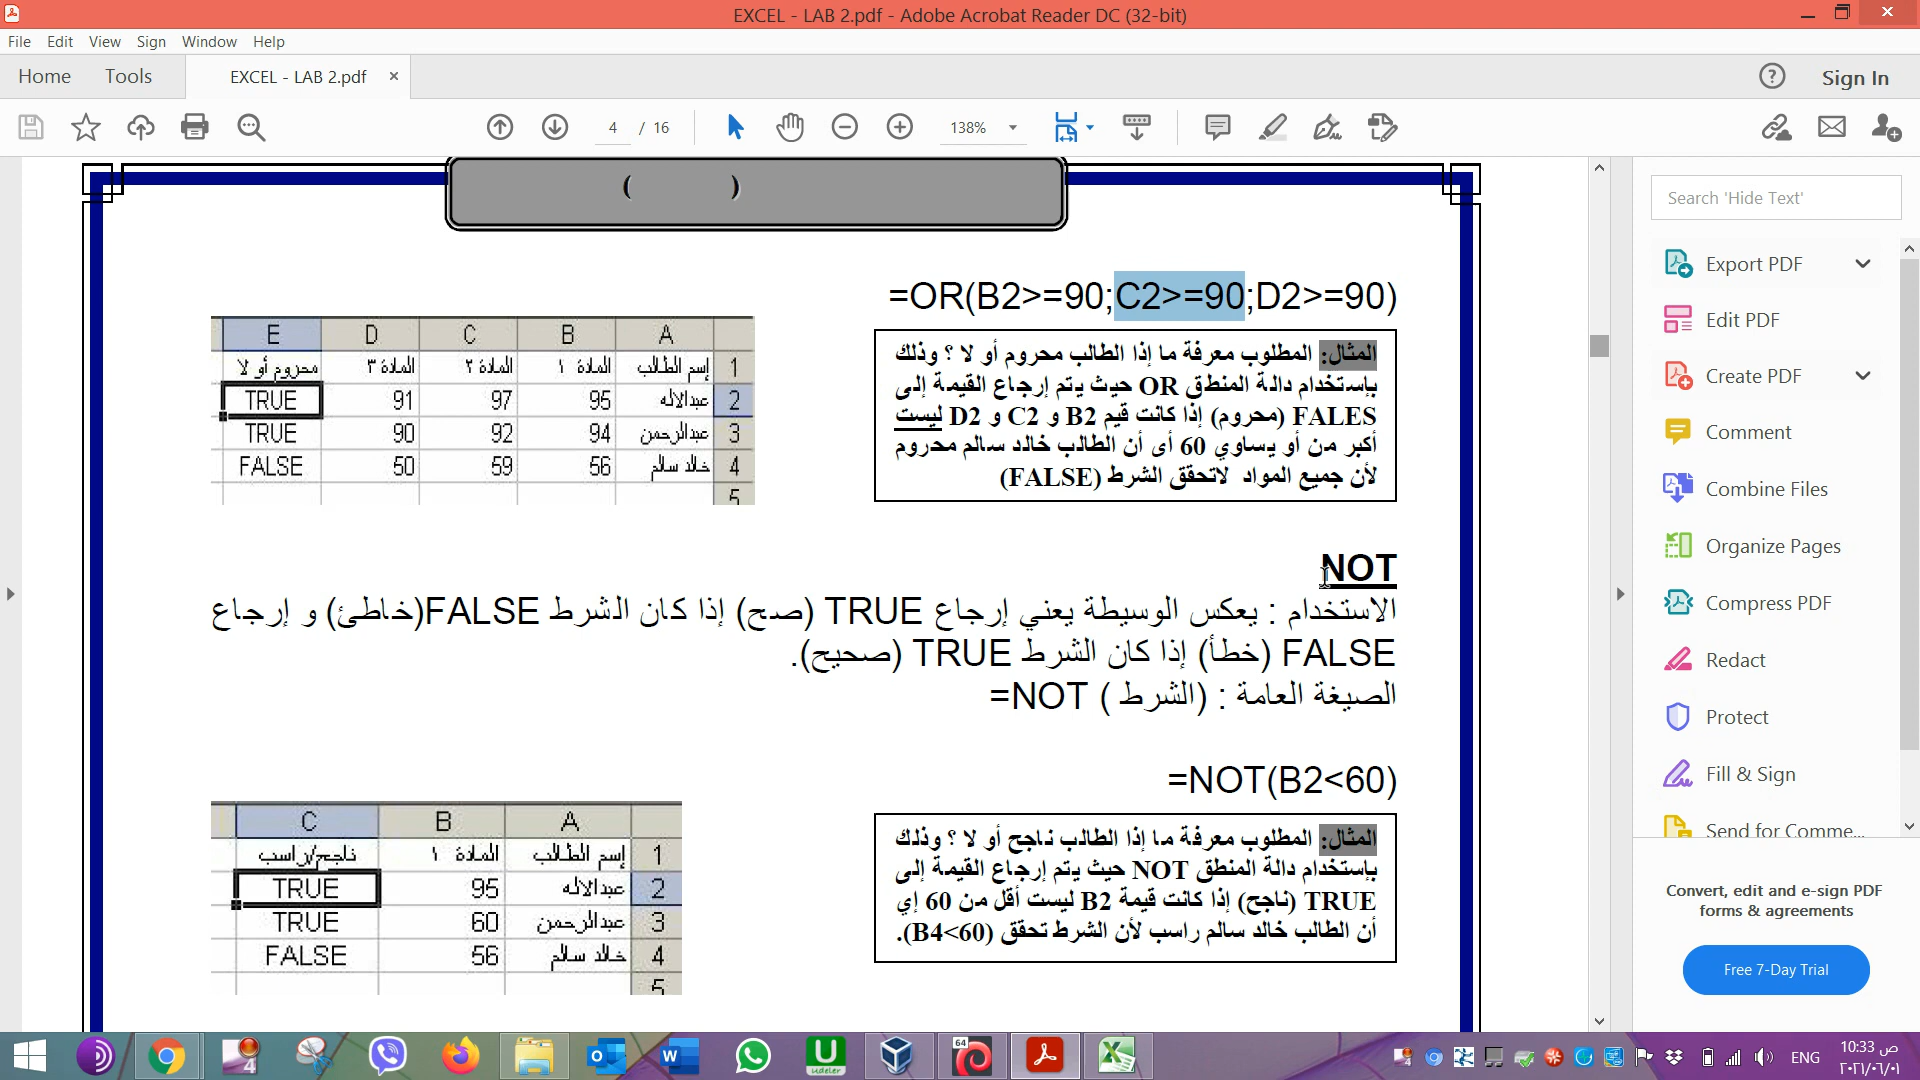 EXCEL - LAB 2.pdf - Adobe Acrobat Reader DC (32-bit)
File Edit View Sign Window Help
Home Tools EXCEL - LAB 2.pdf × Sign In
4 / 16 138%
( )
=OR(B2>=90;C2>=90;D2>=90)
المثال: المطلوب معرفة ما إذا الطالب محروم أو لا ؟ وذلك
بإستخدام دالة المنطق OR حيث يتم إرجاع القيمة إلى
FALES (محروم) إذا كانت قيم B2 و C2 و D2 ليست
أكبر من أو يساوي 60 أى أن الطالب خالد سالم محروم
لأن جميع المواد لاتحقق الشرط (FALSE)
E D C B A
محروم أو لا المادة ٣ المادة ٢ المادة ١ إسم الطالب 1
TRUE 91 97 95 عبدالاله 2
TRUE 90 92 94 عبدالرحمن 3
FALSE 50 59 56 خالد سالم 4
5
NOT
الاستخدام : يعكس الوسيطة يعني إرجاع TRUE (صح) إذا كان الشرط FALSE(خاطئ) و إرجاع
FALSE (خطأ) إذا كان الشرط TRUE (صحيح).
الصيغة العامة : (الشرط ) NOT=
=NOT(B2<60)
المثال: المطلوب معرفة ما إذا الطالب ناجح أو لا ؟ وذلك
بإستخدام دالة المنطق NOT حيث يتم إرجاع القيمة إلى
TRUE (ناجح) إذا كانت قيمة B2 ليست أقل من 60 إي
أن الطالب خالد سالم راسب لأن الشرط تحقق (B4<60).
C B A
ناجح/راسب المادة ١ إسم الطالب 1
TRUE 95 عبدالاله 2
TRUE 60 عبدالرحمن 3
FALSE 56 خالد سالم 4
5
Search 'Hide Text'
Export PDF
Edit PDF
Create PDF
Comment
Combine Files
Organize Pages
Compress PDF
Redact
Protect
Fill & Sign
Send for Comme...
Convert, edit and e-sign PDF
forms & agreements
Free 7-Day Trial
4
W
U
Udeler
64
ENG
10:33 ص
٢٠٢١/٠٦/٠١